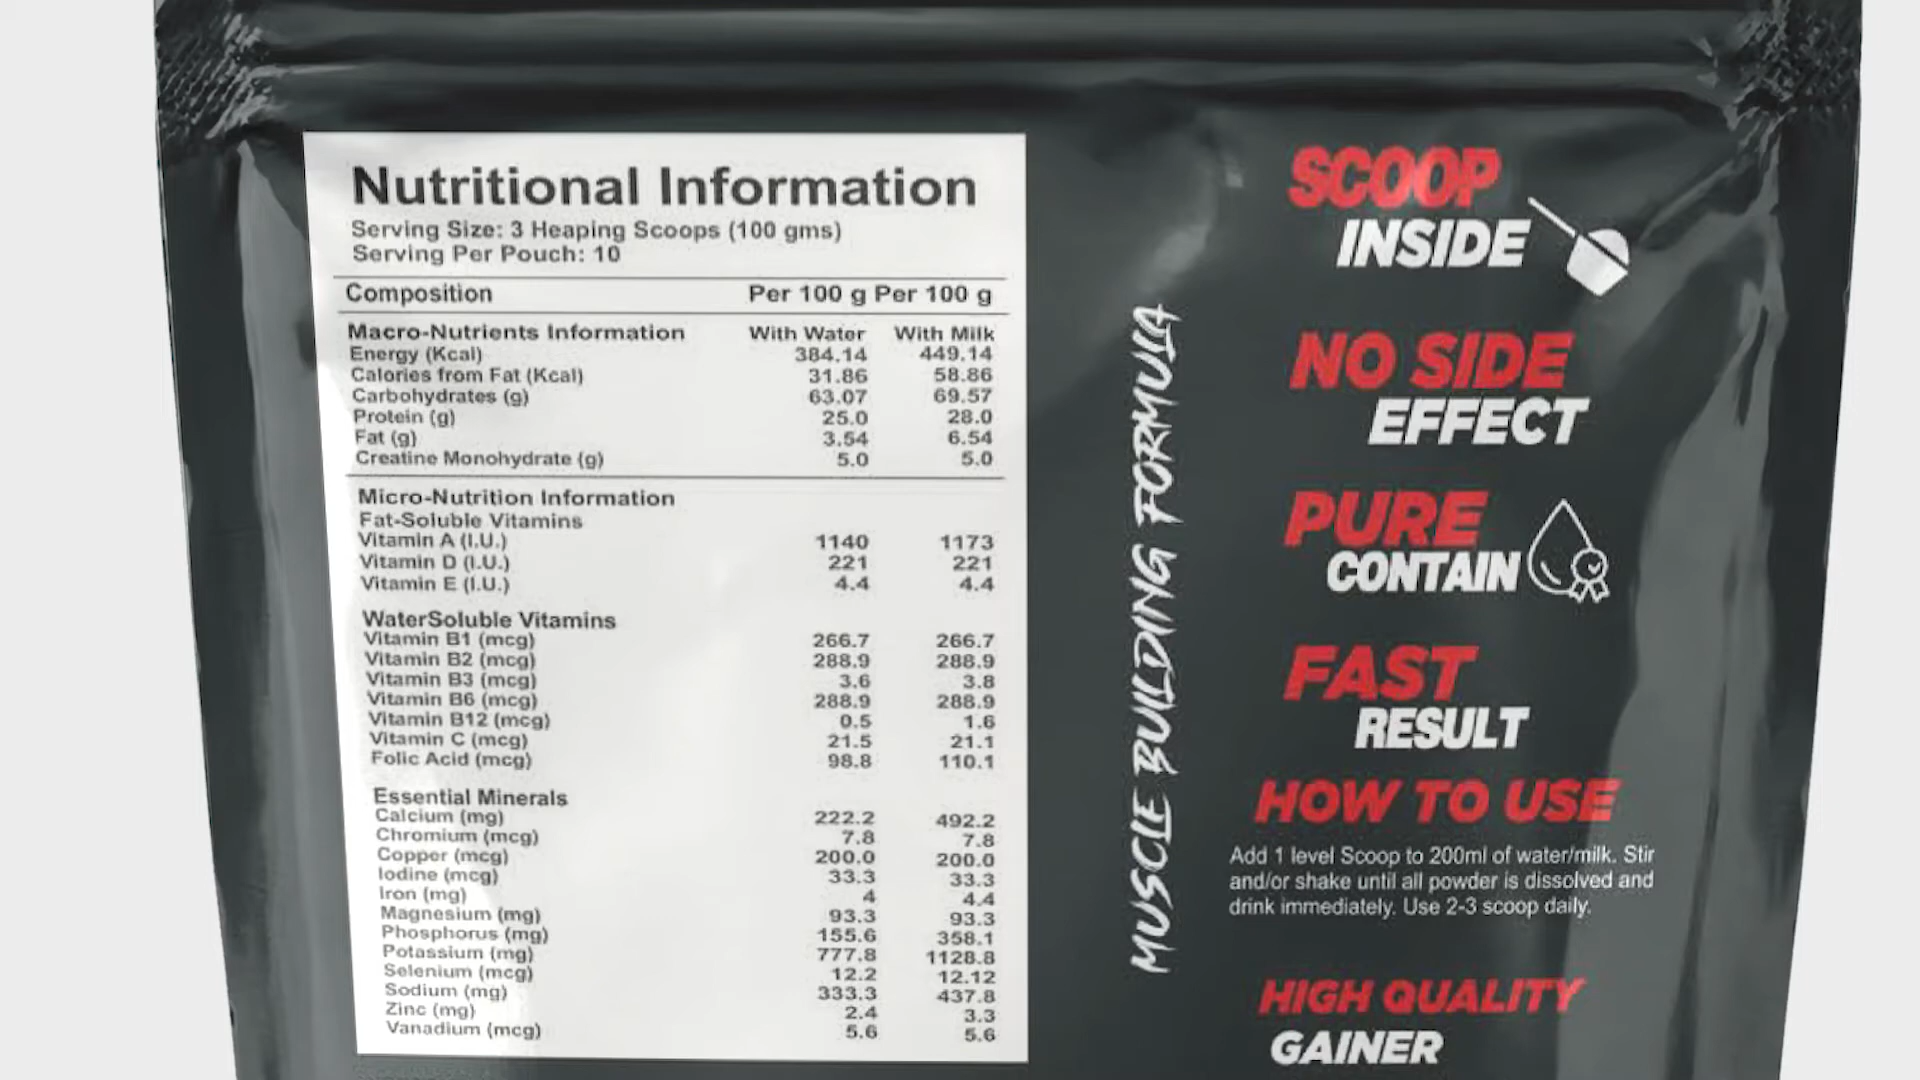 Nutritional Information
Serving Size: 3 Heaping Scoops (100 gms)
Serving Per Pouch: 10
Composition Per 100 g Per 100 g
Macro-Nutrients Information With Water With Milk
Energy (Kcal) 384.14 449.14
Calories from Fat (Kcal) 31.86 58.86
Carbohydrates (g) 63.07 69.57
Protein (g) 25.0 28.0
Fat (g) 3.54 6.54
Creatine Monohydrate (g) 5.0 5.0
Micro-Nutrition Information
Fat-Soluble Vitamins
Vitamin A (I.U.) 1140 1173
Vitamin D (I.U.) 221 221
Vitamin E (I.U.) 4.4 4.4
WaterSoluble Vitamins
Vitamin B1 (mcg) 266.7 266.7
Vitamin B2 (mcg) 288.9 288.9
Vitamin B3 (mcg) 3.6 3.8
Vitamin B6 (mcg) 288.9 288.9
Vitamin B12 (mcg) 0.5 1.6
Vitamin C (mcg) 21.5 21.1
Folic Acid (mcg) 98.8 110.1
Essential Minerals
Calcium (mg) 222.2 492.2
Chromium (mcg) 7.8 7.8
Copper (mcg) 200.0 200.0
Iodine (mcg) 33.3 33.3
Iron (mg) 4 4.4
Magnesium (mg) 93.3 93.3
Phosphorus (mg) 155.6 358.1
Potassium (mg) 777.8 1128.8
Selenium (mcg) 12.2 12.12
Sodium (mg) 333.3 437.8
Zinc (mg) 2.4 3.3
Vanadium (mcg) 5.6 5.6
MUSCLE BUILDING FORMULA
SCOOP
INSIDE
NO SIDE
EFFECT
PURE
CONTAIN
FAST
RESULT
HOW TO USE
Add 1 level Scoop to 200ml of water/milk. Stir
and/or shake until all powder is dissolved and
drink immediately. Use 2-3 scoop daily.
HIGH QUALITY
GAINER